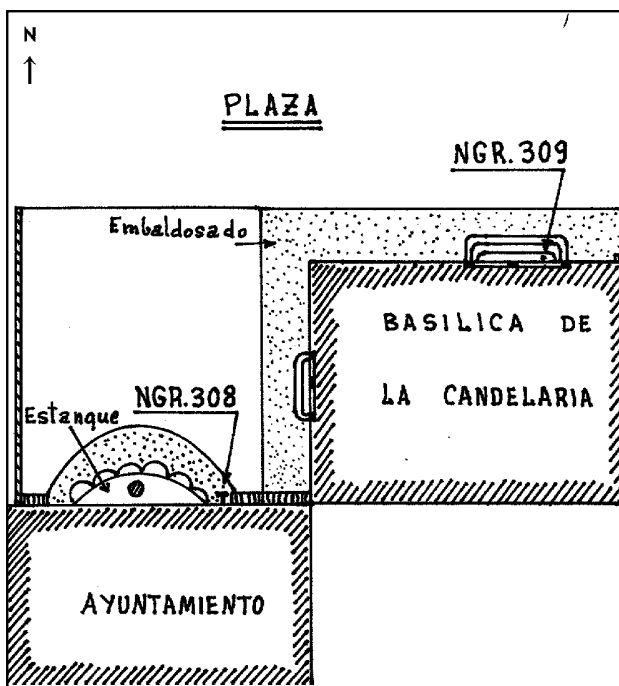 N
PLAZA
NGR.309
Embaldosado
BASILICA DE
LA CANDELARIA
NGR.308
Estanque
AYUNTAMIENTO